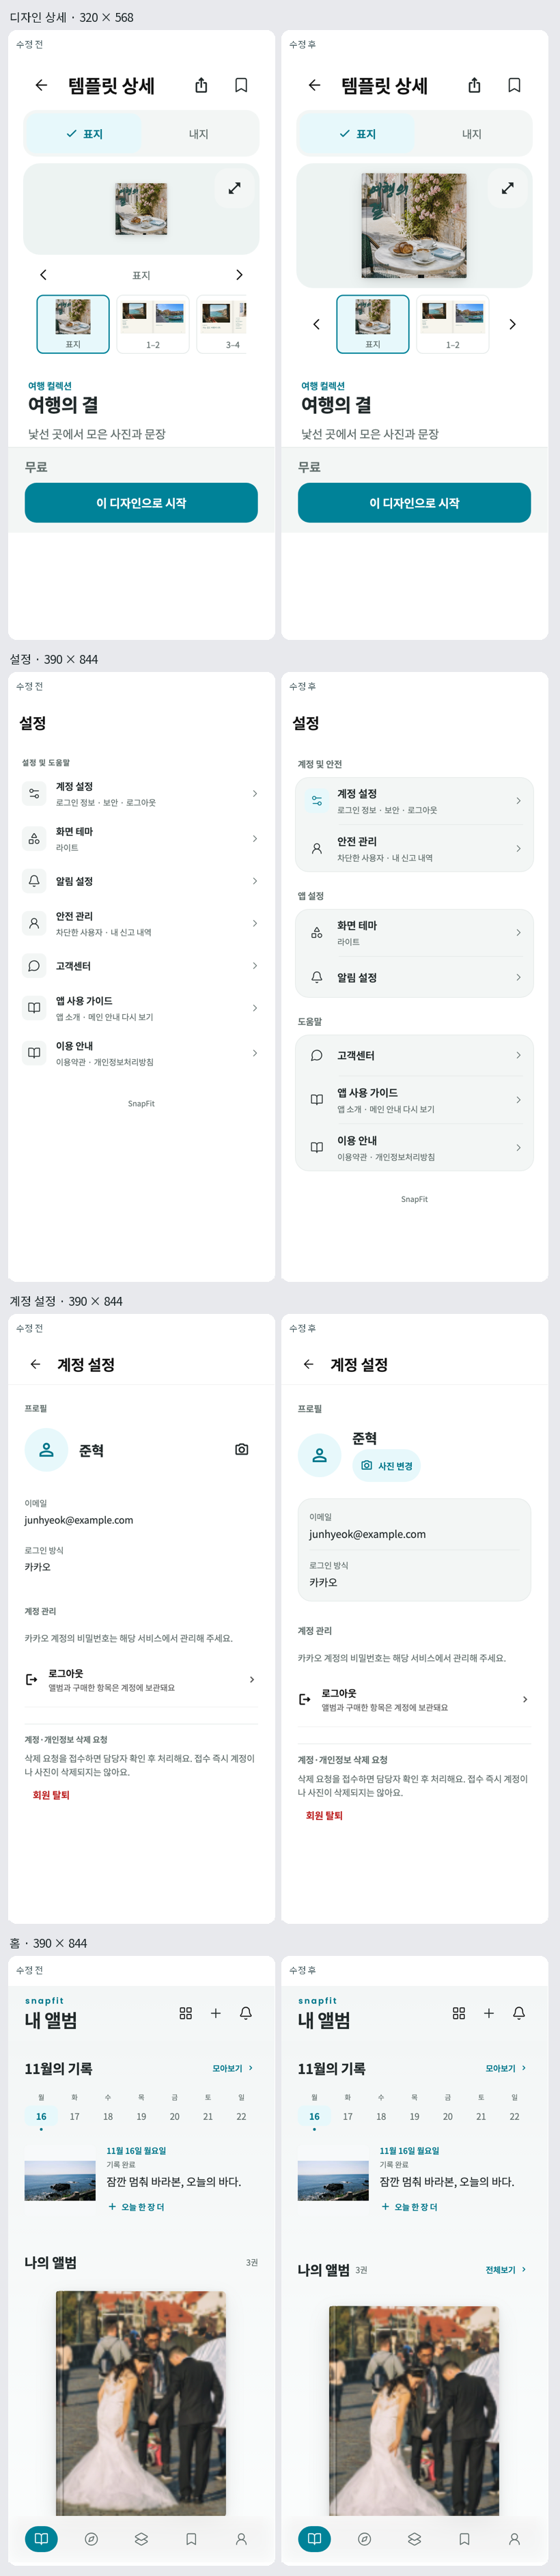 디자인 상세 · 320 × 568
수정 전
템플릿 상세
표지
내지
표지
표지
1–2
3–4
여행 컬렉션
여행의 결
낯선 곳에서 모은 사진과 문장
무료
이 디자인으로 시작
수정 후
템플릿 상세
표지
내지
여행의
결
표지
1–2
여행 컬렉션
여행의 결
낯선 곳에서 모은 사진과 문장
무료
이 디자인으로 시작
설정 · 390 × 844
수정 전
설정
설정 및 도움말
계정 설정
로그인 정보 · 보안 · 로그아웃
화면 테마
라이트
알림 설정
안전 관리
차단한 사용자 · 내 신고 내역
고객센터
앱 사용 가이드
앱 소개 · 메인 안내 다시 보기
이용 안내
이용약관 · 개인정보처리방침
SnapFit
수정 후
설정
계정 및 안전
계정 설정
로그인 정보 · 보안 · 로그아웃
안전 관리
차단한 사용자 · 내 신고 내역
앱 설정
화면 테마
라이트
알림 설정
도움말
고객센터
앱 사용 가이드
앱 소개 · 메인 안내 다시 보기
이용 안내
이용약관 · 개인정보처리방침
SnapFit
계정 설정 · 390 × 844
수정 전
계정 설정
프로필
준혁
이메일
junhyeok@example.com
로그인 방식
카카오
계정 관리
카카오 계정의 비밀번호는 해당 서비스에서 관리해 주세요.
로그아웃
앨범과 구매한 항목은 계정에 보관돼요
계정·개인정보 삭제 요청
삭제 요청을 접수하면 담당자 확인 후 처리해요. 접수 즉시 계정이
나 사진이 삭제되지는 않아요.
회원 탈퇴
수정 후
계정 설정
프로필
준혁
사진 변경
이메일
junhyeok@example.com
로그인 방식
카카오
계정 관리
카카오 계정의 비밀번호는 해당 서비스에서 관리해 주세요.
로그아웃
앨범과 구매한 항목은 계정에 보관돼요
계정·개인정보 삭제 요청
삭제 요청을 접수하면 담당자 확인 후 처리해요. 접수 즉시 계정이
나 사진이 삭제되지는 않아요.
회원 탈퇴
홈 · 390 × 844
수정 전
snapfit
내 앨범
11월의 기록
모아보기
월 화 수 목 금 토 일
16 17 18 19 20 21 22
11월 16일 월요일
기록 완료
잠깐 멈춰 바라본, 오늘의 바다.
오늘 한 장 더
나의 앨범
3권
수정 후
snapfit
내 앨범
11월의 기록
모아보기
월 화 수 목 금 토 일
16 17 18 19 20 21 22
11월 16일 월요일
기록 완료
잠깐 멈춰 바라본, 오늘의 바다.
오늘 한 장 더
나의 앨범 3권
전체보기